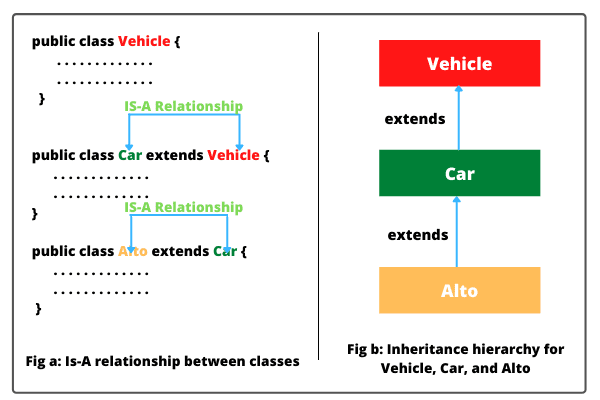 public class Vehicle {
. . . . . . . . . . . . .
. . . . . . . . . . . . .
}
IS-A Relationship
public class Car extends Vehicle {
. . . . . . . . . . . . .
. . . . . . . . . . . . .
}
IS-A Relationship
public class Alto extends Car {
. . . . . . . . . . . . .
. . . . . . . . . . . . .
}
Fig a: Is-A relationship between classes
Vehicle
extends
Car
extends
Alto
Fig b: Inheritance hierarchy for
Vehicle, Car, and Alto